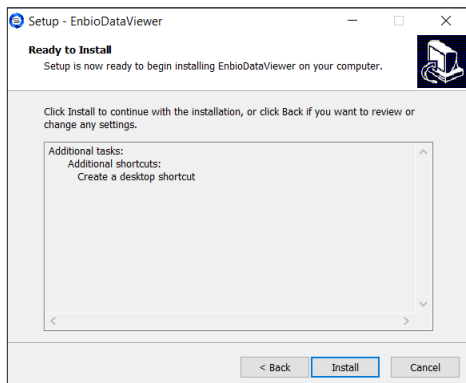 Setup - EnbioDataViewer
Ready to Install
Setup is now ready to begin installing EnbioDataViewer on your computer.
Click Install to continue with the installation, or click Back if you want to review or
change any settings.
Additional tasks:
Additional shortcuts:
Create a desktop shortcut
< Back
Install
Cancel